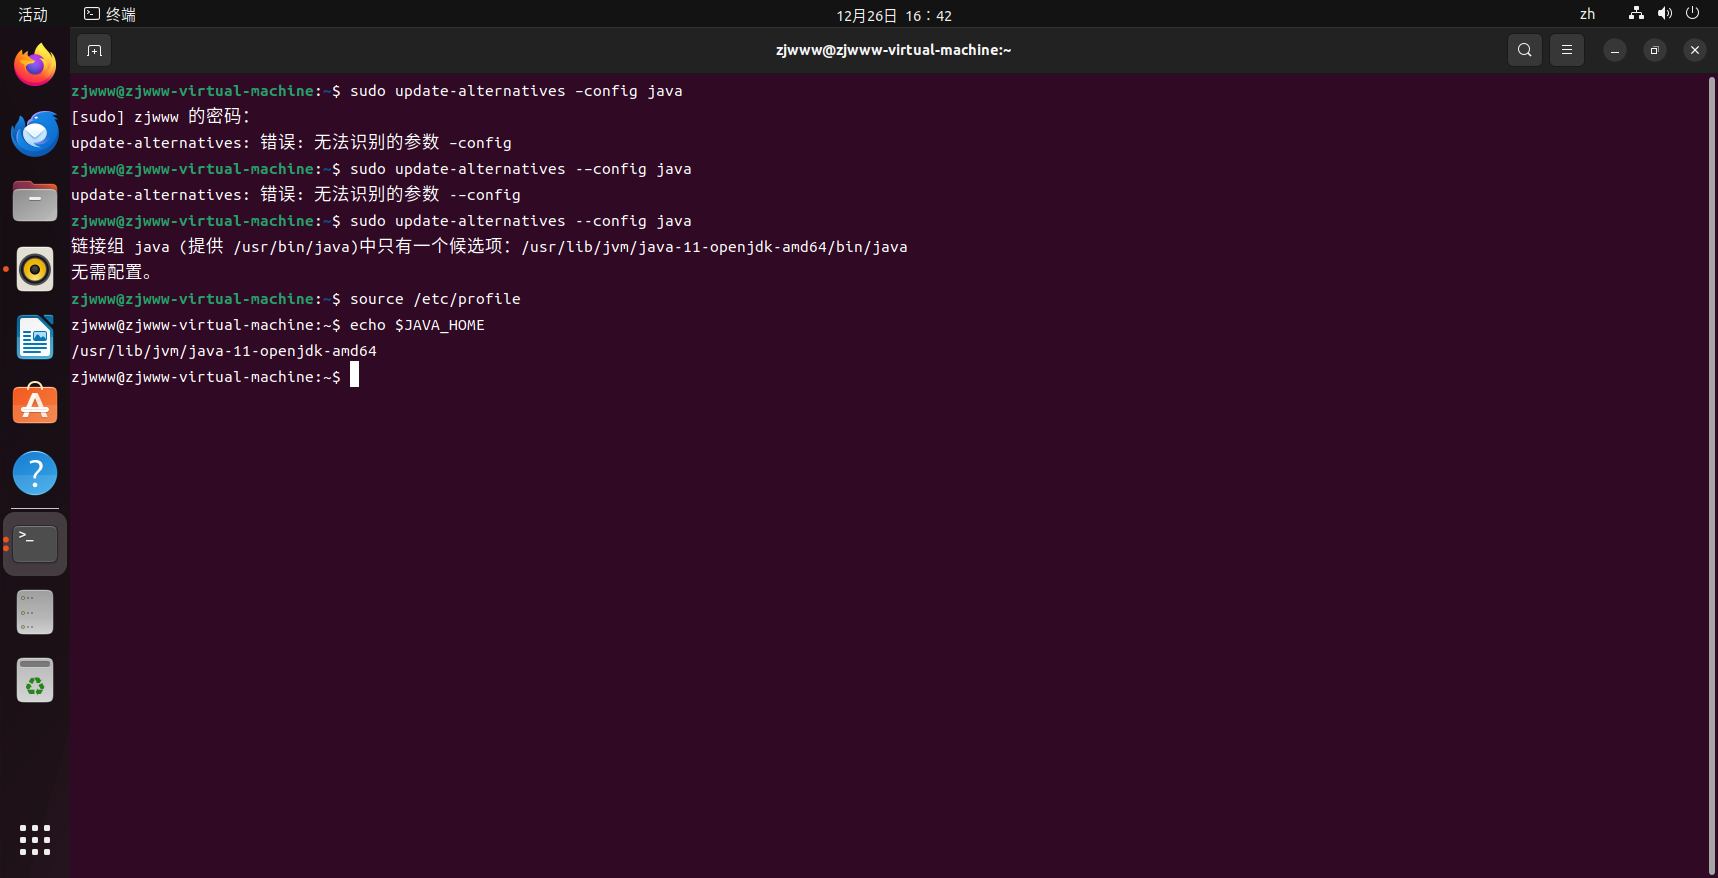 活动 终端 12月26日 16：42 zh
zjwww@zjwww-virtual-machine:~
zjwww@zjwww-virtual-machine:~$ sudo update-alternatives –config java
[sudo] zjwww 的密码：
update-alternatives: 错误: 无法识别的参数 –config
zjwww@zjwww-virtual-machine:~$ sudo update-alternatives -–config java
update-alternatives: 错误: 无法识别的参数 -–config
zjwww@zjwww-virtual-machine:~$ sudo update-alternatives --config java
链接组 java (提供 /usr/bin/java)中只有一个候选项：/usr/lib/jvm/java-11-openjdk-amd64/bin/java
无需配置。
zjwww@zjwww-virtual-machine:~$ source /etc/profile
zjwww@zjwww-virtual-machine:~$ echo $JAVA_HOME
/usr/lib/jvm/java-11-openjdk-amd64
zjwww@zjwww-virtual-machine:~$